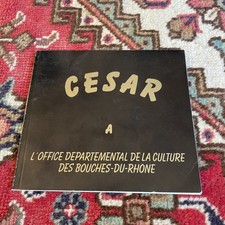 CESAR
A
L'OFFICE DEPARTEMENTAL DE LA CULTURE
DES BOUCHES-DU-RHONE